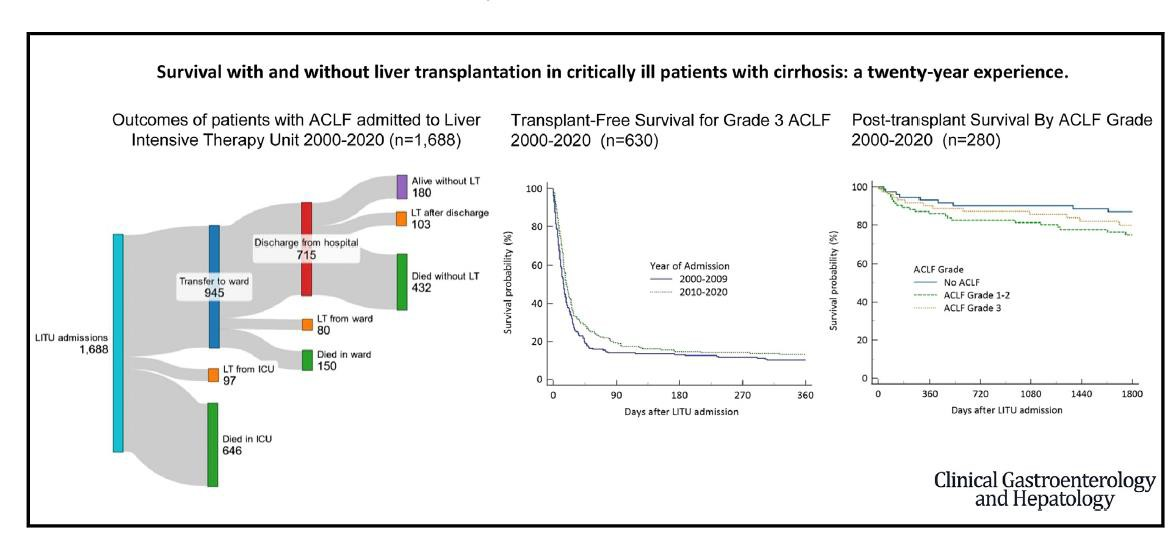 Survival with and without liver transplantation in critically ill patients with cirrhosis: a twenty-year experience.
Outcomes of patients with ACLF admitted to Liver
Intensive Therapy Unit 2000-2020 (n=1,688)
LITU admissions
1,688
Transfer to ward
945
LT from ICU
97
Died in ICU
646
Discharge from hospital
715
LT from ward
80
Died in ward
150
Alive without LT
180
LT after discharge
103
Died without LT
432
Transplant-Free Survival for Grade 3 ACLF
2000-2020 (n=630)
Survival probability (%)
100
80
60
40
20
0
Year of Admission
2000-2009
2010-2020
0 90 180 270 360
Days after LITU admission
Post-transplant Survival By ACLF Grade
2000-2020 (n=280)
Survival probability (%)
100
80
60
40
20
0
ACLF Grade
No ACLF
ACLF Grade 1-2
ACLF Grade 3
0 360 720 1080 1440 1800
Days after LITU admission
Clinical Gastroenterology
and Hepatology